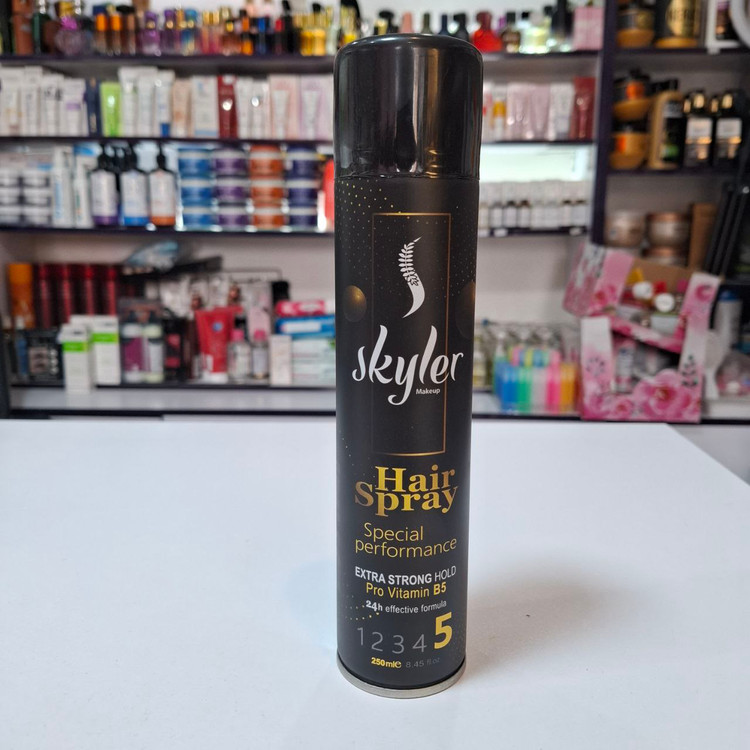 skyler
Makeup
Hair
Spray
Special
performance
EXTRA STRONG HOLD
Pro Vitamin B5
24h effective formula
1 2 3 4 5
250ml℮ 8.45 fl oz